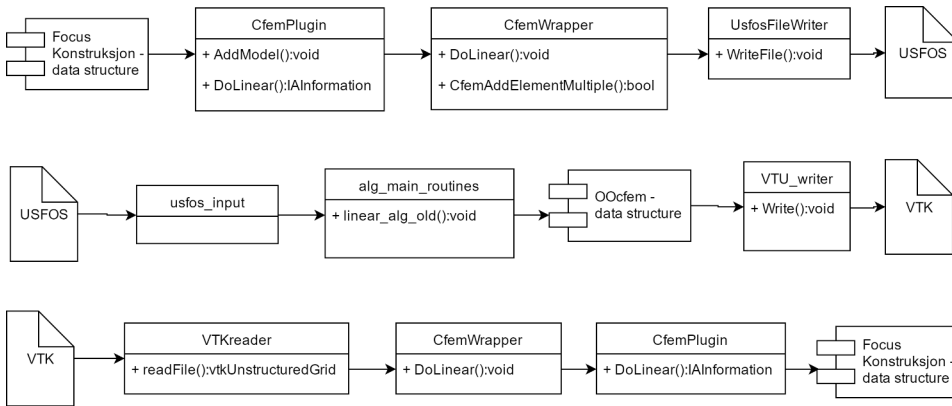 Focus
Konstruksjon -
data structure
CfemPlugin
+ AddModel():void
+ DoLinear():IAInformation
CfemWrapper
+ DoLinear():void
+ CfemAddElementMultiple():bool
UsfosFileWriter
+ WriteFile():void
USFOS
USFOS
usfos_input
alg_main_routines
+ linear_alg_old():void
OOcfem -
data structure
VTU_writer
+ Write():void
VTK
VTK
VTKreader
+ readFile():vtkUnstructuredGrid
CfemWrapper
+ DoLinear():void
CfemPlugin
+ DoLinear():IAInformation
Focus
Konstruksjon -
data structure